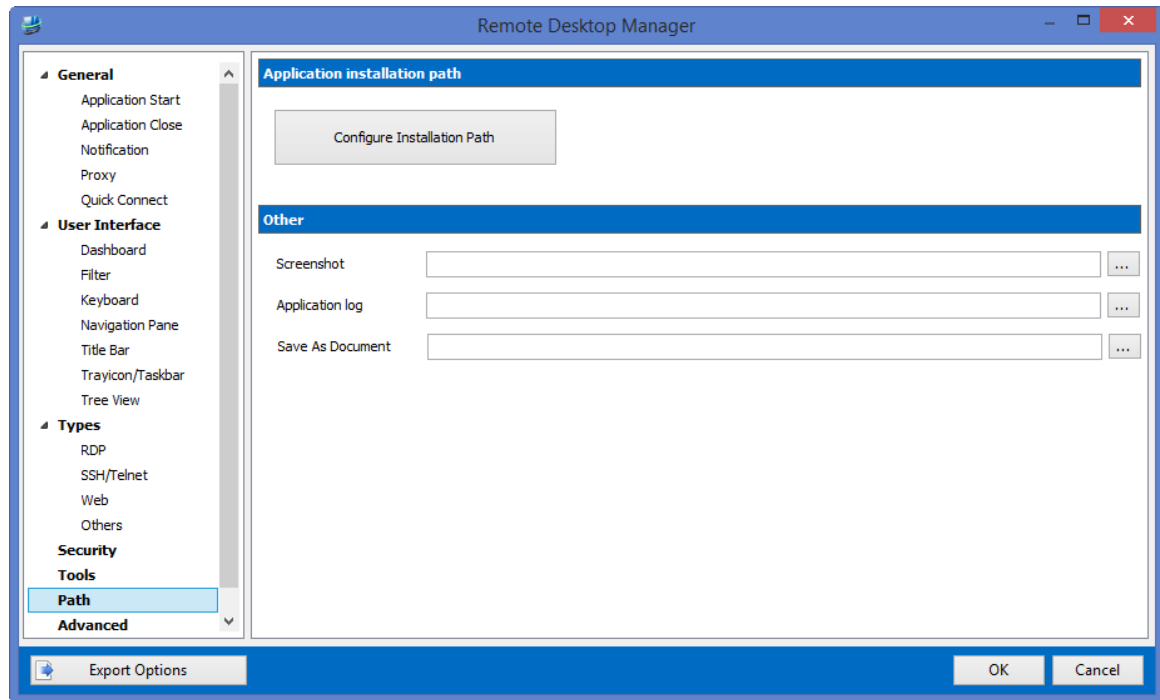 Remote Desktop Manager
General
Application Start
Application Close
Notification
Proxy
Quick Connect
User Interface
Dashboard
Filter
Keyboard
Navigation Pane
Title Bar
Trayicon/Taskbar
Tree View
Types
RDP
SSH/Telnet
Web
Others
Security
Tools
Path
Advanced
Application installation path
Configure Installation Path
Other
Screenshot
...
Application log
...
Save As Document
...
Export Options
OK
Cancel